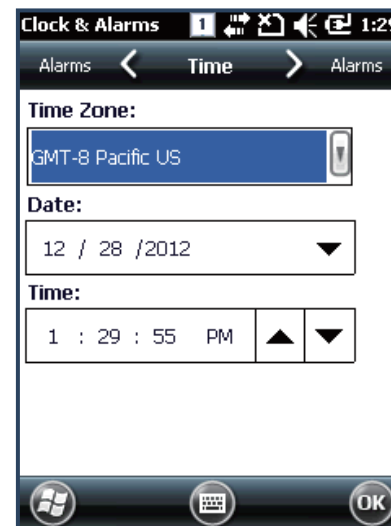 Clock & Alarms 1 1:29
Alarms Time Alarms
Time Zone:
GMT-8 Pacific US
Date:
12 / 28 /2012
Time:
1 : 29 : 55 PM
OK